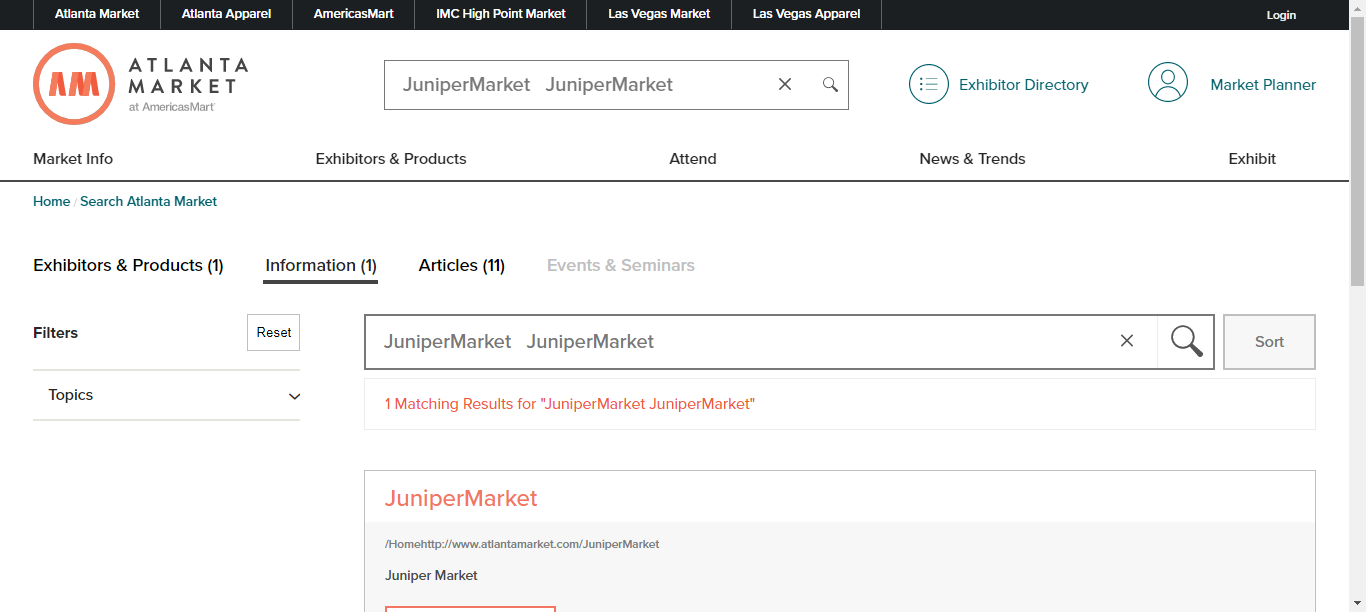 Atlanta Market Atlanta Apparel AmericasMart IMC High Point Market Las Vegas Market Las Vegas Apparel Login
ATLANTA
MARKET
at AmericasMart
JuniperMarket JuniperMarket
Exhibitor Directory
Market Planner
Market Info Exhibitors & Products Attend News & Trends Exhibit
Home / Search Atlanta Market
Exhibitors & Products (1) Information (1) Articles (11) Events & Seminars
Filters Reset
Topics
JuniperMarket JuniperMarket
Sort
1 Matching Results for "JuniperMarket JuniperMarket"
JuniperMarket
/Homehttp://www.atlantamarket.com/JuniperMarket
Juniper Market